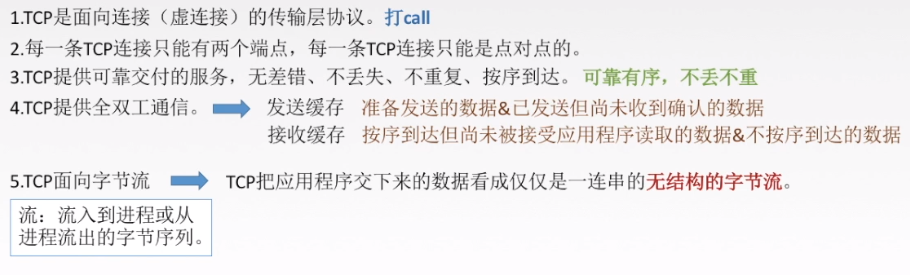 1.TCP是面向连接（虚连接）的传输层协议。打call
2.每一条TCP连接只能有两个端点，每一条TCP连接只能是点对点的。
3.TCP提供可靠交付的服务，无差错、不丢失、不重复、按序到达。可靠有序，不丢不重
4.TCP提供全双工通信。 发送缓存 准备发送的数据&已发送但尚未收到确认的数据
接收缓存 按序到达但尚未被接受应用程序读取的数据&不按序到达的数据
5.TCP面向字节流 TCP把应用程序交下来的数据看成仅仅是一连串的无结构的字节流。
流：流入到进程或从
进程流出的字节序列。